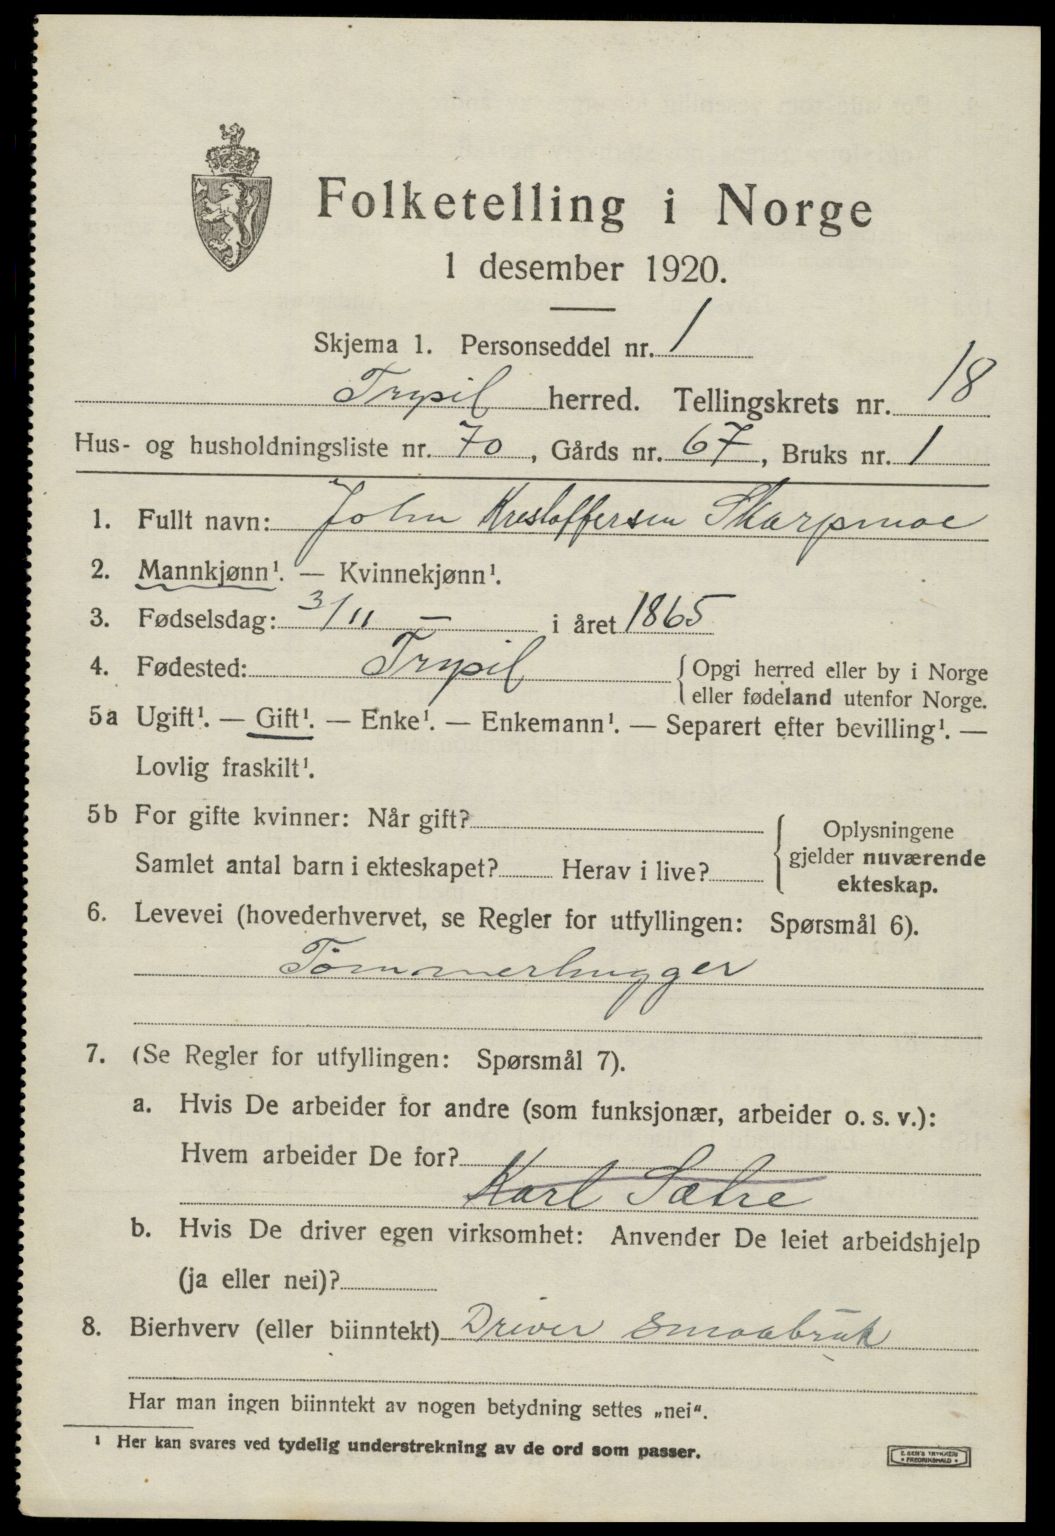 Folketelling i Norge
1 desember 1920.
Skjema 1. Personseddel nr. 1
Trysil herred. Tellingskrets nr. 18
Hus- og husholdningsliste nr. 70, Gårds nr. 67, Bruks nr. 1
1. Fullt navn: John Kristoffersen Skarpmoe
2. Mannkjønn¹. — Kvinnekjønn¹.
3. Fødselsdag: 3/11 — i året 1865
4. Fødested: Trysil {Opgi herred eller by i Norge
eller fødeland utenfor Norge.
5a Ugift¹. — Gift¹. — Enke¹. — Enkemann¹. — Separert efter bevilling¹. —
Lovlig fraskilt¹.
5b For gifte kvinner: Når gift?
Samlet antal barn i ekteskapet? Herav i live?
Oplysningene
gjelder nuværende
ekteskap.
6. Levevei (hovederhvervet, se Regler for utfyllingen: Spørsmål 6).
Tømmerhugger
7. (Se Regler for utfyllingen: Spørsmål 7).
a. Hvis De arbeider for andre (som funksjonær, arbeider o. s. v.):
Hvem arbeider De for?
Karl Sætre
b. Hvis De driver egen virksomhet: Anvender De leiet arbeidshjelp
(ja eller nei)?
8. Bierhverv (eller biinntekt) Driver smaabruk
Har man ingen biinntekt av nogen betydning settes „nei“.
¹ Her kan svares ved tydelig understrekning av de ord som passer.